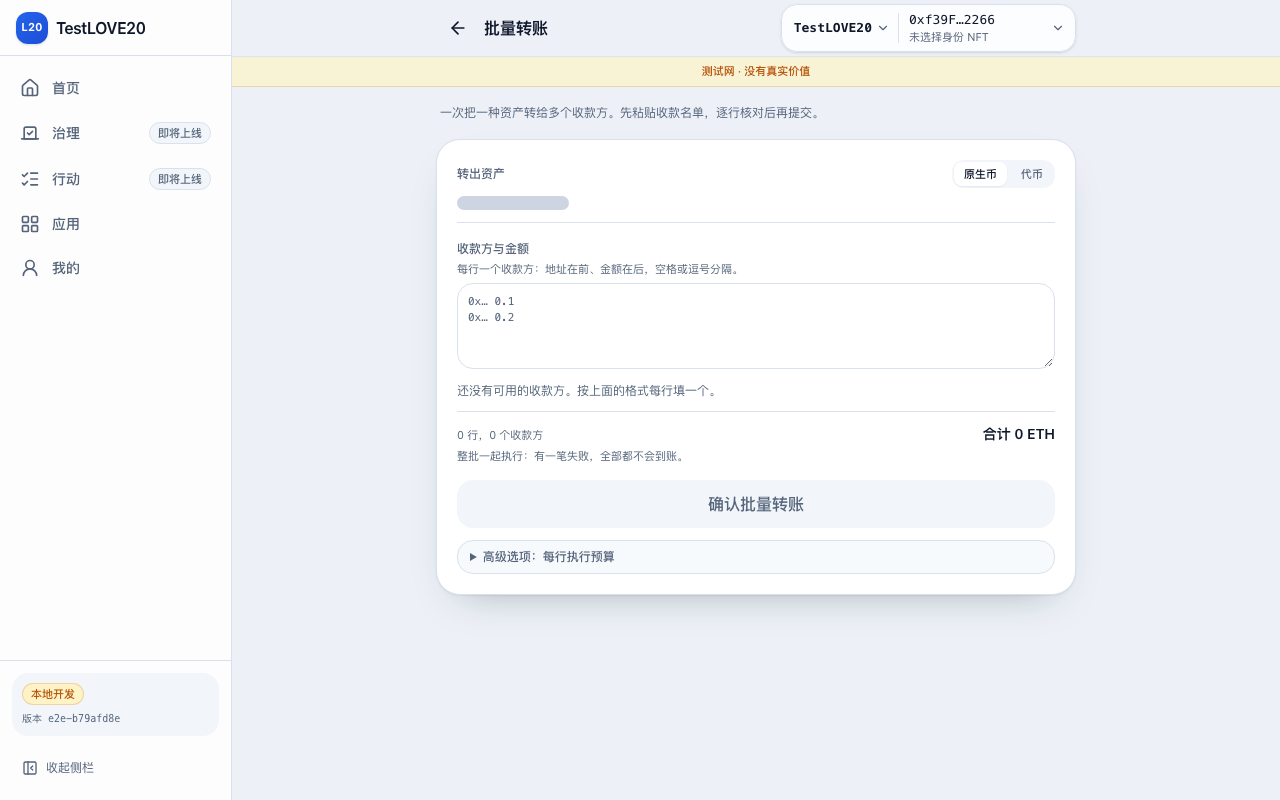 L20 TestLOVE20
首页
治理 即将上线
行动 即将上线
应用
我的
本地开发
版本 e2e-b79afd8e
收起侧栏
批量转账
TestLOVE20
0xf39F…2266
未选择身份 NFT
测试网 · 没有真实价值
一次把一种资产转给多个收款方。先粘贴收款名单，逐行核对后再提交。
转出资产
原生币 代币
收款方与金额
每行一个收款方：地址在前、金额在后，空格或逗号分隔。
0x… 0.1
0x… 0.2
还没有可用的收款方。按上面的格式每行填一个。
0 行，0 个收款方
合计 0 ETH
整批一起执行：有一笔失败，全部都不会到账。
确认批量转账
高级选项：每行执行预算